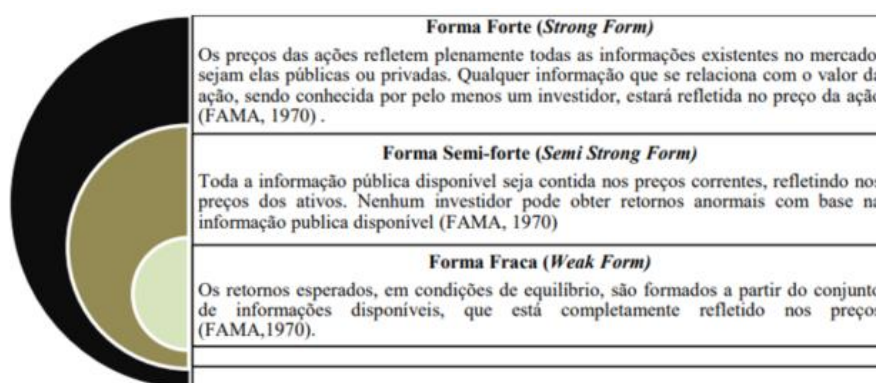 Forma Forte (Strong Form)
Os preços das ações refletem plenamente todas as informações existentes no mercado
sejam elas públicas ou privadas. Qualquer informação que se relaciona com o valor da
ação, sendo conhecida por pelo menos um investidor, estará refletida no preço da ação
(FAMA, 1970) .
Forma Semi-forte (Semi Strong Form)
Toda a informação pública disponível seja contida nos preços correntes, refletindo nos
preços dos ativos. Nenhum investidor pode obter retornos anormais com base na
informação publica disponível (FAMA, 1970)
Forma Fraca (Weak Form)
Os retornos esperados, em condições de equilíbrio, são formados a partir do conjunto
de informações disponíveis, que está completamente refletido nos preços
(FAMA,1970).